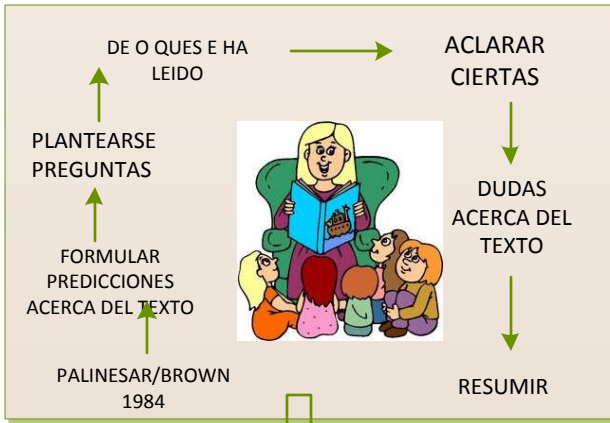 PALINESAR/BROWN
1984
FORMULAR
PREDICCIONES
ACERCA DEL TEXTO
PLANTEARSE
PREGUNTAS
DE O QUES E HA
LEIDO
ACLARAR
CIERTAS
DUDAS
ACERCA DEL
TEXTO
RESUMIR